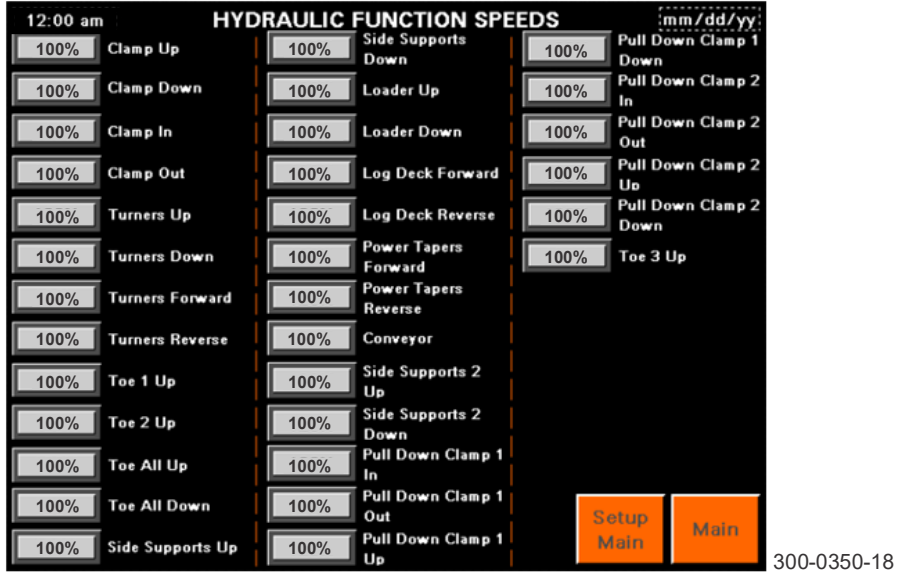 12:00 am
HYDRAULIC FUNCTION SPEEDS
mm/dd/yy
100% Clamp Up
100% Clamp Down
100% Clamp In
100% Clamp Out
100% Turners Up
100% Turners Down
100% Turners Forward
100% Turners Reverse
100% Toe 1 Up
100% Toe 2 Up
100% Toe All Up
100% Toe All Down
100% Side Supports Up
100% Side Supports
Down
100% Loader Up
100% Loader Down
100% Log Deck Forward
100% Log Deck Reverse
100% Power Tapers
Forward
100% Power Tapers
Reverse
100% Conveyor
100% Side Supports 2
Up
100% Side Supports 2
Down
100% Pull Down Clamp 1
In
100% Pull Down Clamp 1
Out
100% Pull Down Clamp 1
Up
100% Pull Down Clamp 1
Down
100% Pull Down Clamp 2
In
100% Pull Down Clamp 2
Out
100% Pull Down Clamp 2
Up
100% Pull Down Clamp 2
Down
100% Toe 3 Up
Setup
Main
Main
300-0350-18